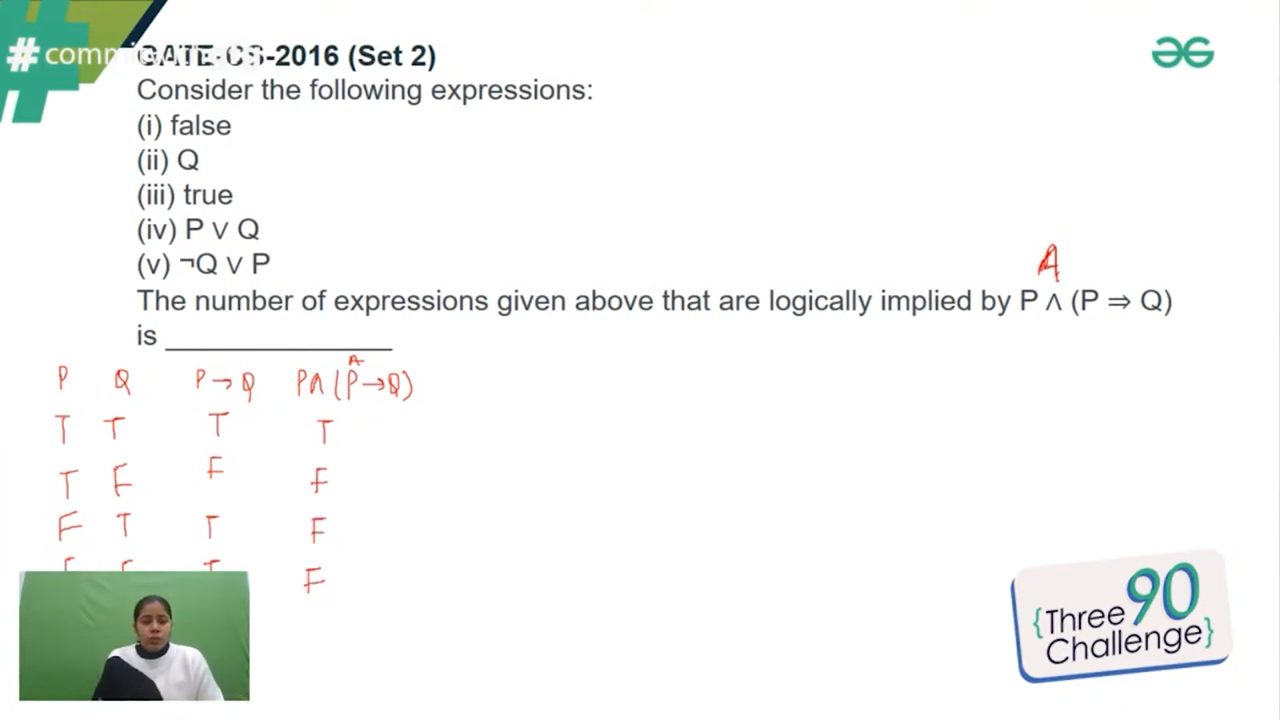 #commitwith
GATE-CS-2016 (Set 2)
Consider the following expressions:
(i) false
(ii) Q
(iii) true
(iv) P ∨ Q
(v) ¬Q ∨ P
A
The number of expressions given above that are logically implied by P ∧ (P ⇒ Q)
is ______________
A
P Q P → Q P∧(P→Q)
T T T T
T F F F
F T T F
F
{Three 90
Challenge}